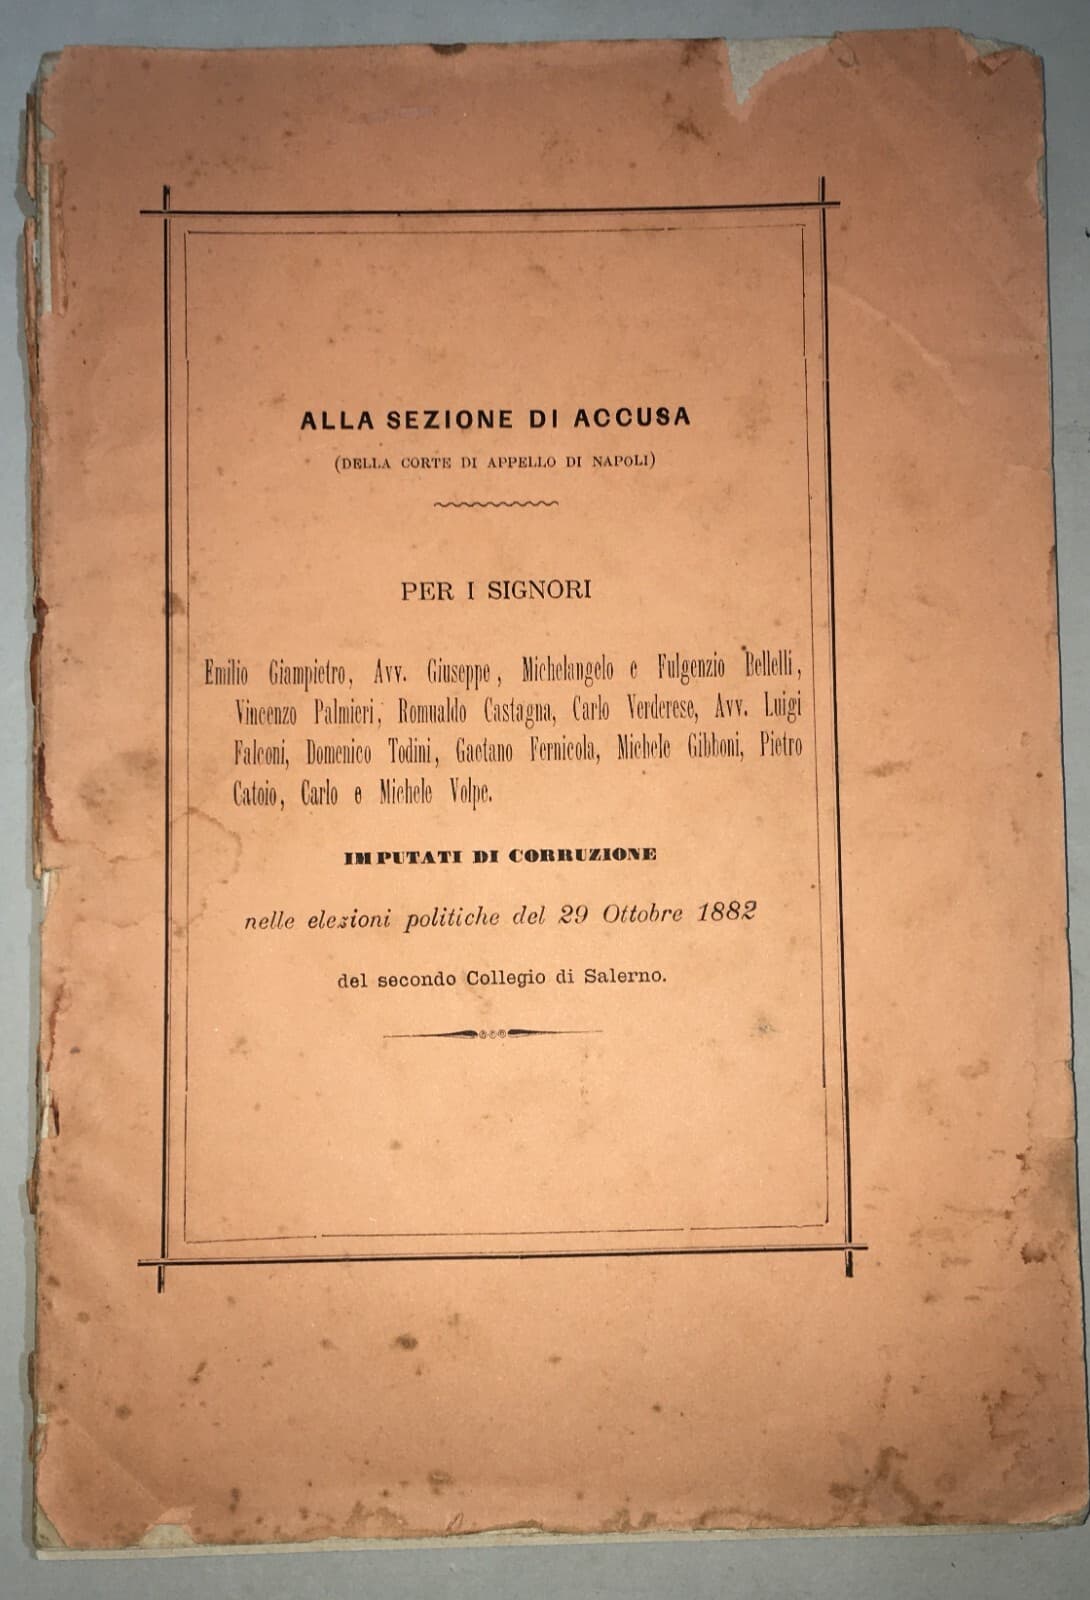 ALLA SEZIONE DI ACCUSA
(DELLA CORTE DI APPELLO DI NAPOLI)
PER I SIGNORI
Emilio Giampietro, Avv. Giuseppe, Michelangelo e Fulgenzio Bellelli,
Vincenzo Palmieri, Romualdo Castagna, Carlo Verderese, Avv. Luigi
Falconi, Domenico Todini, Gaetano Fernicola, Michele Gibboni, Pietro
Catoio, Carlo e Michele Volpe.
IMPUTATI DI CORRUZIONE
nelle elezioni politiche del 29 Ottobre 1882
del secondo Collegio di Salerno.